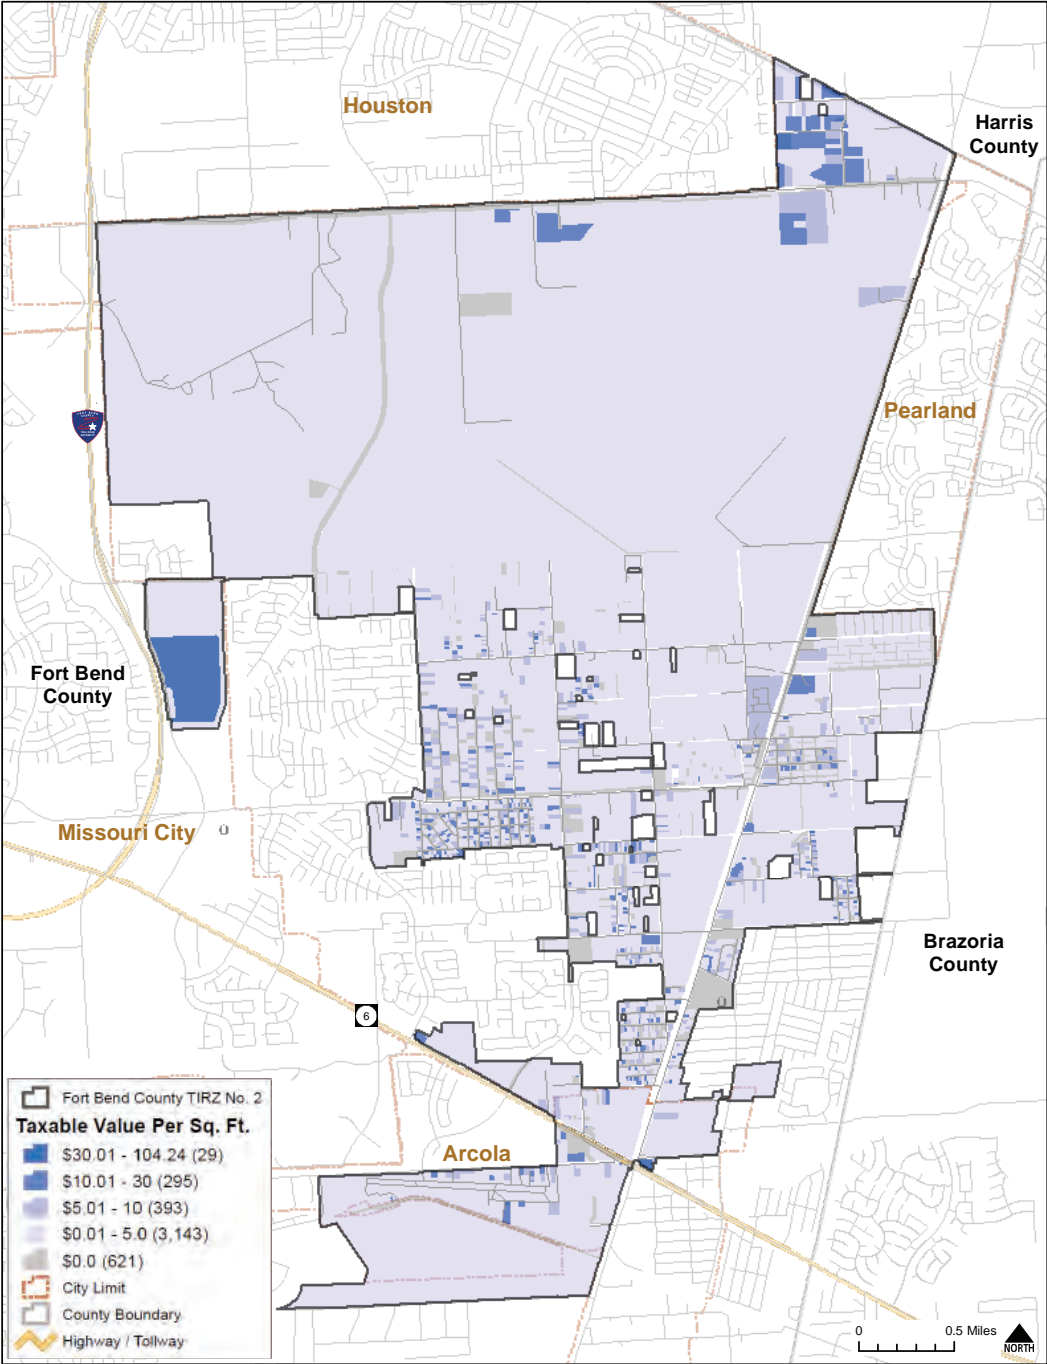 Houston
Harris
County
Pearland
Fort Bend
County
Missouri City
Brazoria
County
6
Arcola
Fort Bend County TIRZ No. 2
Taxable Value Per Sq. Ft.
$30.01 - 104.24 (29)
$10.01 - 30 (295)
$5.01 - 10 (393)
$0.01 - 5.0 (3,143)
$0.0 (621)
City Limit
County Boundary
Highway / Tollway
0 0.5 Miles
NORTH